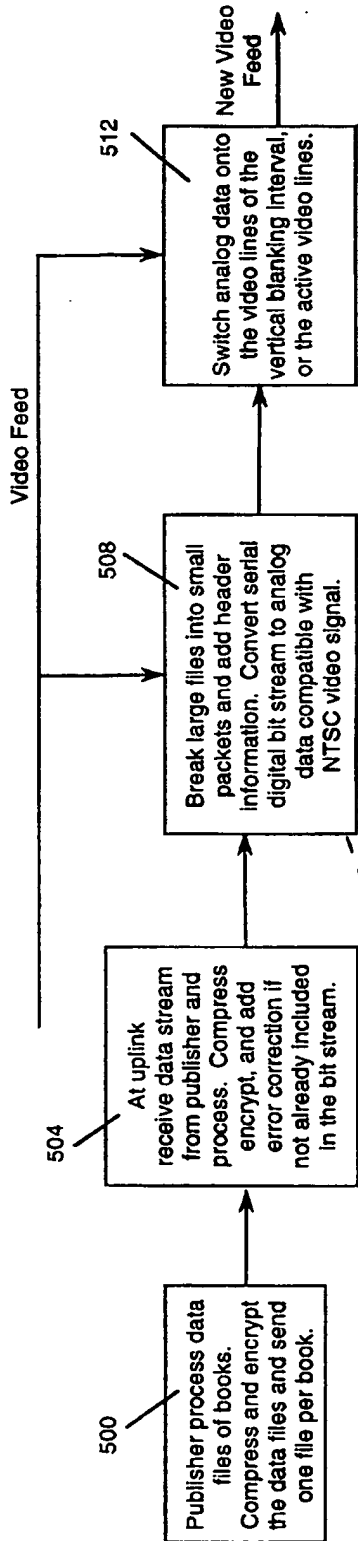 500
Publisher process data
files of books.
Compress and encrypt
the data files and send
one file per book.
504
At uplink
receive data stream
from publisher and
process. Compress
encrypt, and add
error correction if
not already included
in the bit stream.
Video Feed
508
Break large files into small
packets and add header
information. Convert serial
digital bit stream to analog
data compatible with
NTSC video signal.
512
Switch analog data onto
the video lines of the
vertical blanking interval,
or the active video lines.
New Video
Feed